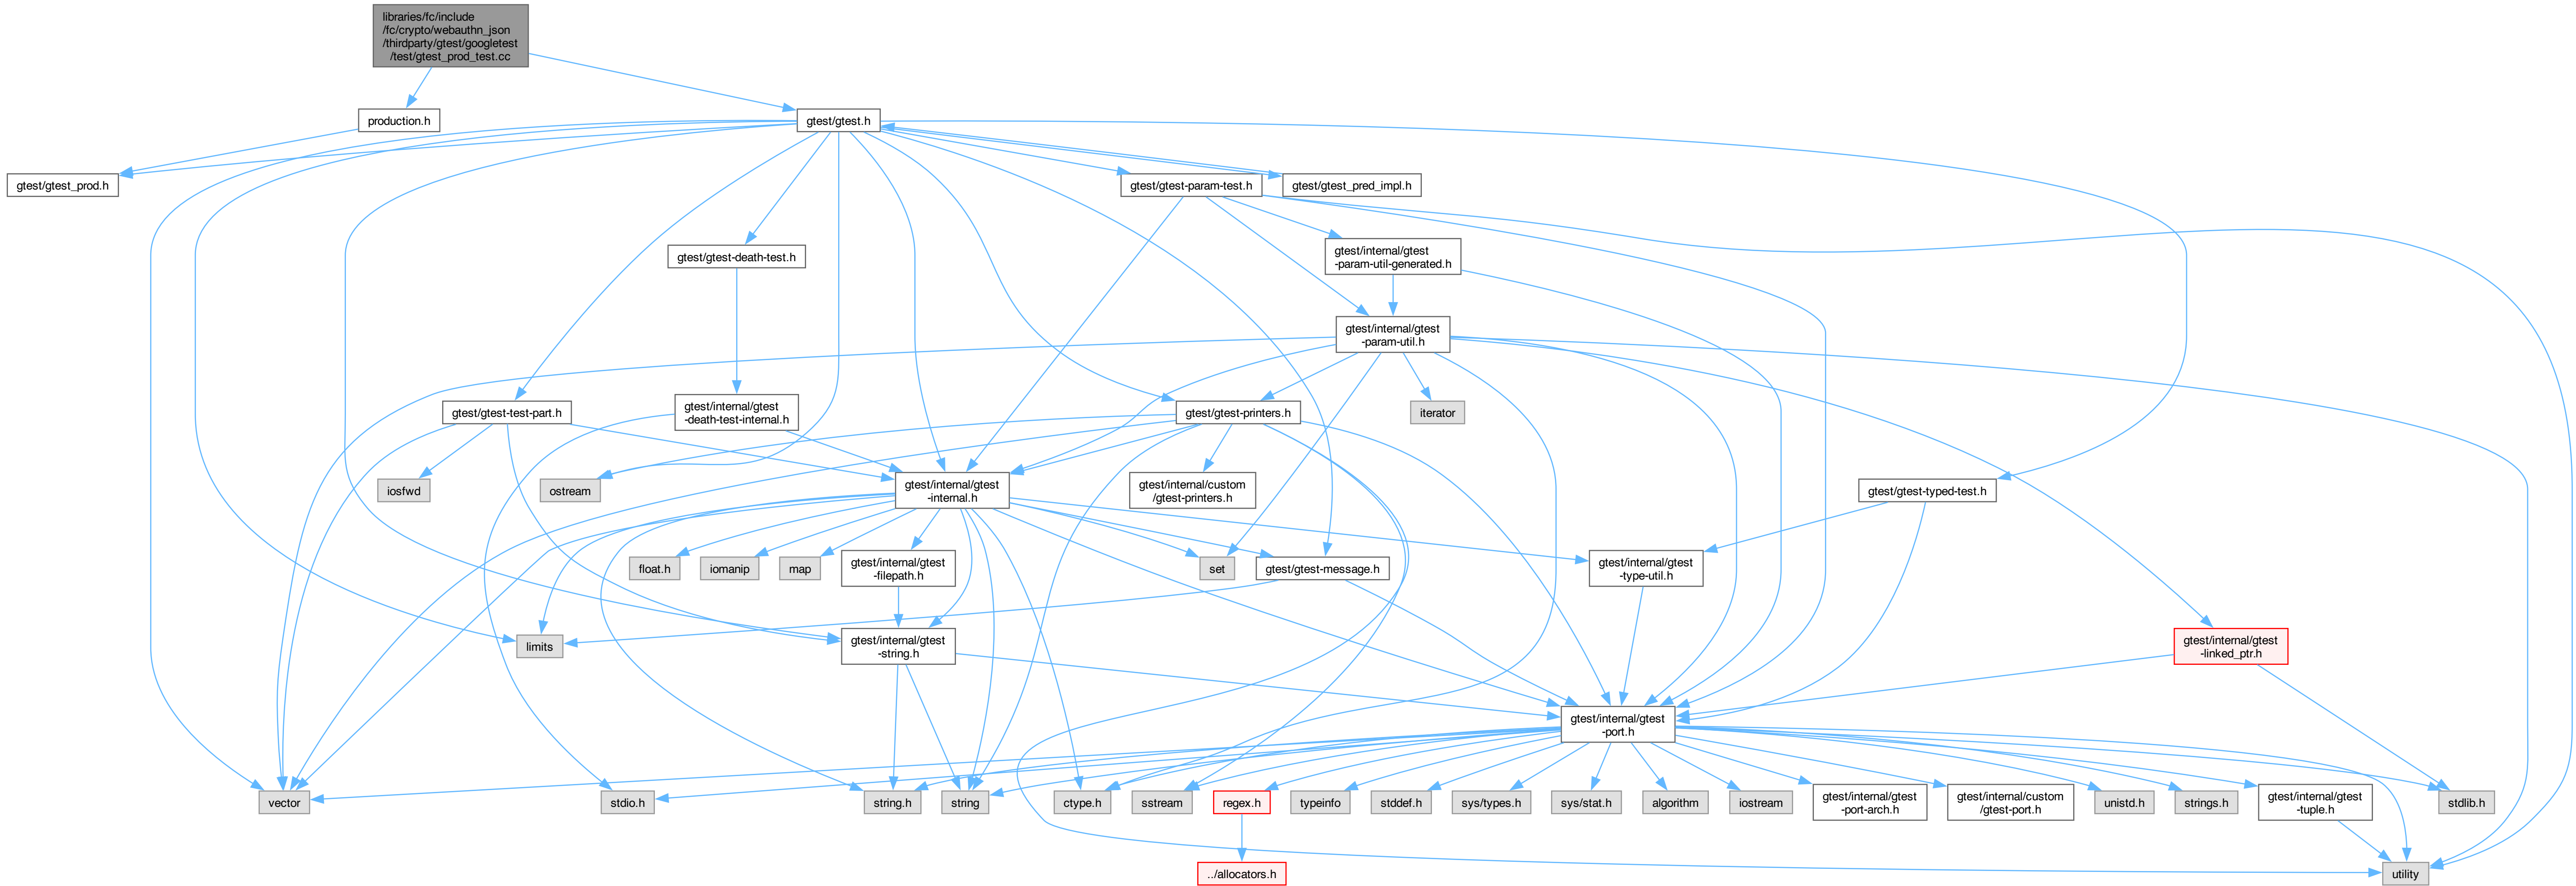 libraries/fc/include
/fc/crypto/webauthn_json
/thirdparty/gtest/googletest
/test/gtest_prod_test.cc
production.h
gtest/gtest.h
gtest/gtest_prod.h
gtest/gtest-param-test.h
gtest/gtest_pred_impl.h
gtest/gtest-death-test.h
gtest/internal/gtest
-param-util-generated.h
gtest/internal/gtest
-param-util.h
gtest/gtest-test-part.h
gtest/internal/gtest
-death-test-internal.h
gtest/gtest-printers.h
iterator
iosfwd
ostream
gtest/internal/gtest
-internal.h
gtest/internal/custom
/gtest-printers.h
gtest/gtest-typed-test.h
float.h
iomanip
map
gtest/internal/gtest
-filepath.h
set
gtest/gtest-message.h
gtest/internal/gtest
-type-util.h
limits
gtest/internal/gtest
-string.h
gtest/internal/gtest
-linked_ptr.h
gtest/internal/gtest
-port.h
vector
stdio.h
string.h
string
ctype.h
sstream
regex.h
typeinfo
stddef.h
sys/types.h
sys/stat.h
algorithm
iostream
gtest/internal/gtest
-port-arch.h
gtest/internal/custom
/gtest-port.h
unistd.h
strings.h
gtest/internal/gtest
-tuple.h
stdlib.h
../allocators.h
utility